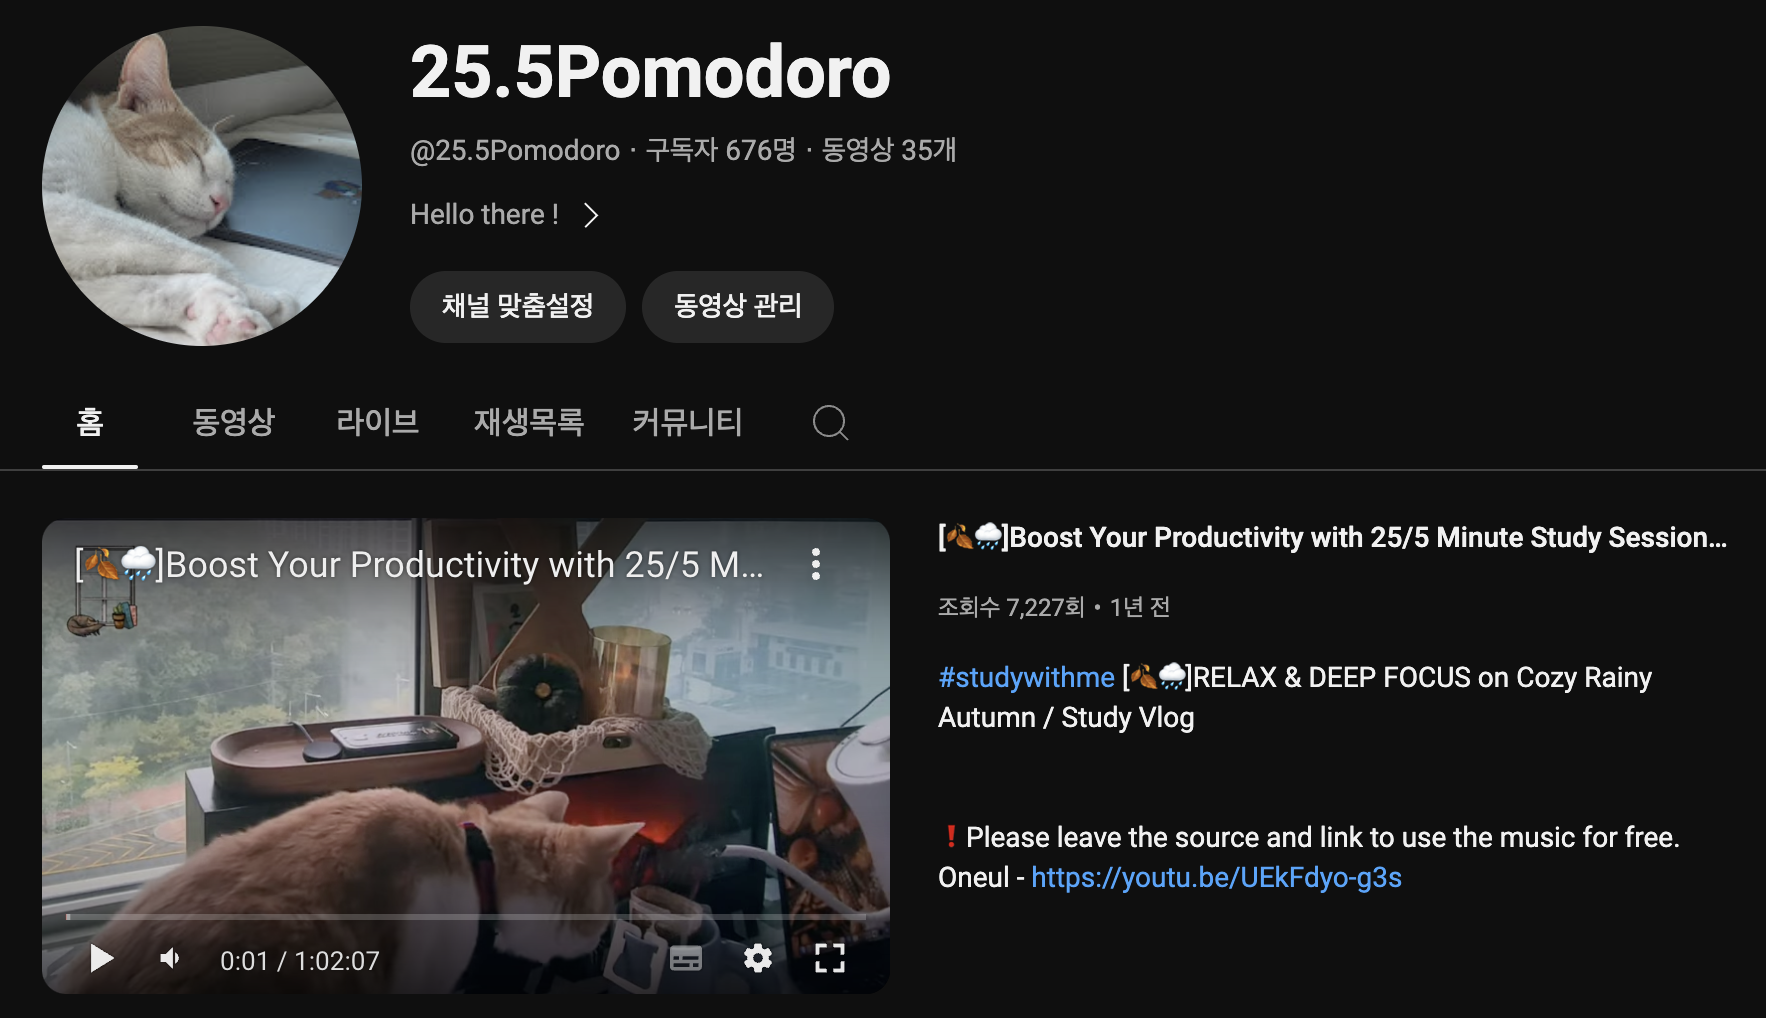 25.5Pomodoro
@25.5Pomodoro · 구독자 676명 · 동영상 35개
Hello there !
채널 맞춤설정
동영상 관리
홈
동영상
라이브
재생목록
커뮤니티
[🍂🌧️]Boost Your Productivity with 25/5 M...
0:01 / 1:02:07
[🍂🌧️]Boost Your Productivity with 25/5 Minute Study Session...
조회수 7,227회 • 1년 전
#studywithme [🍂🌧️]RELAX & DEEP FOCUS on Cozy Rainy
Autumn / Study Vlog
❗Please leave the source and link to use the music for free.
Oneul - https://youtu.be/UEkFdyo-g3s